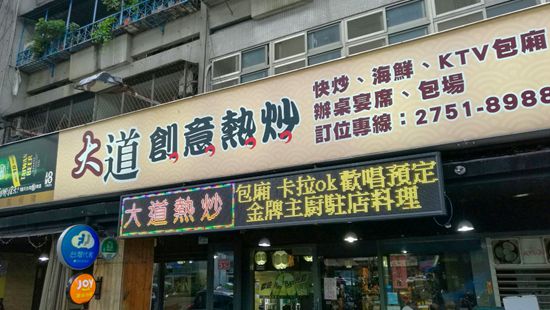 大道創意熱炒
快炒、海鮮、KTV包廂
辦桌宴席、包場
訂位專線：2751-8988
大道熱炒
包廂 卡拉ok歡唱預定
金牌主厨駐店料理
JOY